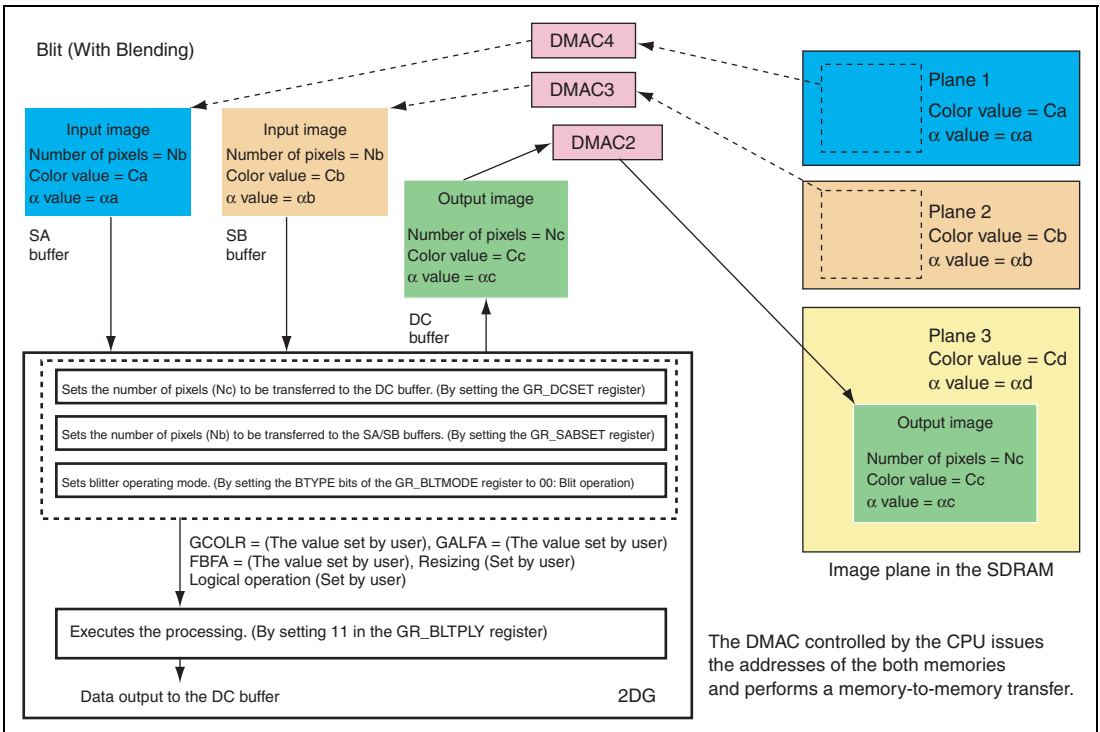 Blit (With Blending)
DMAC4
DMAC3
DMAC2
Input image
Number of pixels = Nb
Color value = Ca
α value = αa
Input image
Number of pixels = Nb
Color value = Cb
α value = αb
Output image
Number of pixels = Nc
Color value = Cc
α value = αc
Plane 1
Color value = Ca
α value = αa
Plane 2
Color value = Cb
α value = αb
Plane 3
Color value = Cd
α value = αd
Output image
Number of pixels = Nc
Color value = Cc
α value = αc
Image plane in the SDRAM
SA
buffer
SB
buffer
DC
buffer
Sets the number of pixels (Nc) to be transferred to the DC buffer. (By setting the GR_DCSET register)
Sets the number of pixels (Nb) to be transferred to the SA/SB buffers. (By setting the GR_SABSET register)
Sets blitter operating mode. (By setting the BTYPE bits of the GR_BLTMODE register to 00: Blit operation)
GCOLR = (The value set by user), GALFA = (The value set by user)
FBFA = (The value set by user), Resizing (Set by user)
Logical operation (Set by user)
Executes the processing. (By setting 11 in the GR_BLTPLY register)
Data output to the DC buffer
2DG
The DMAC controlled by the CPU issues
the addresses of the both memories
and performs a memory-to-memory transfer.